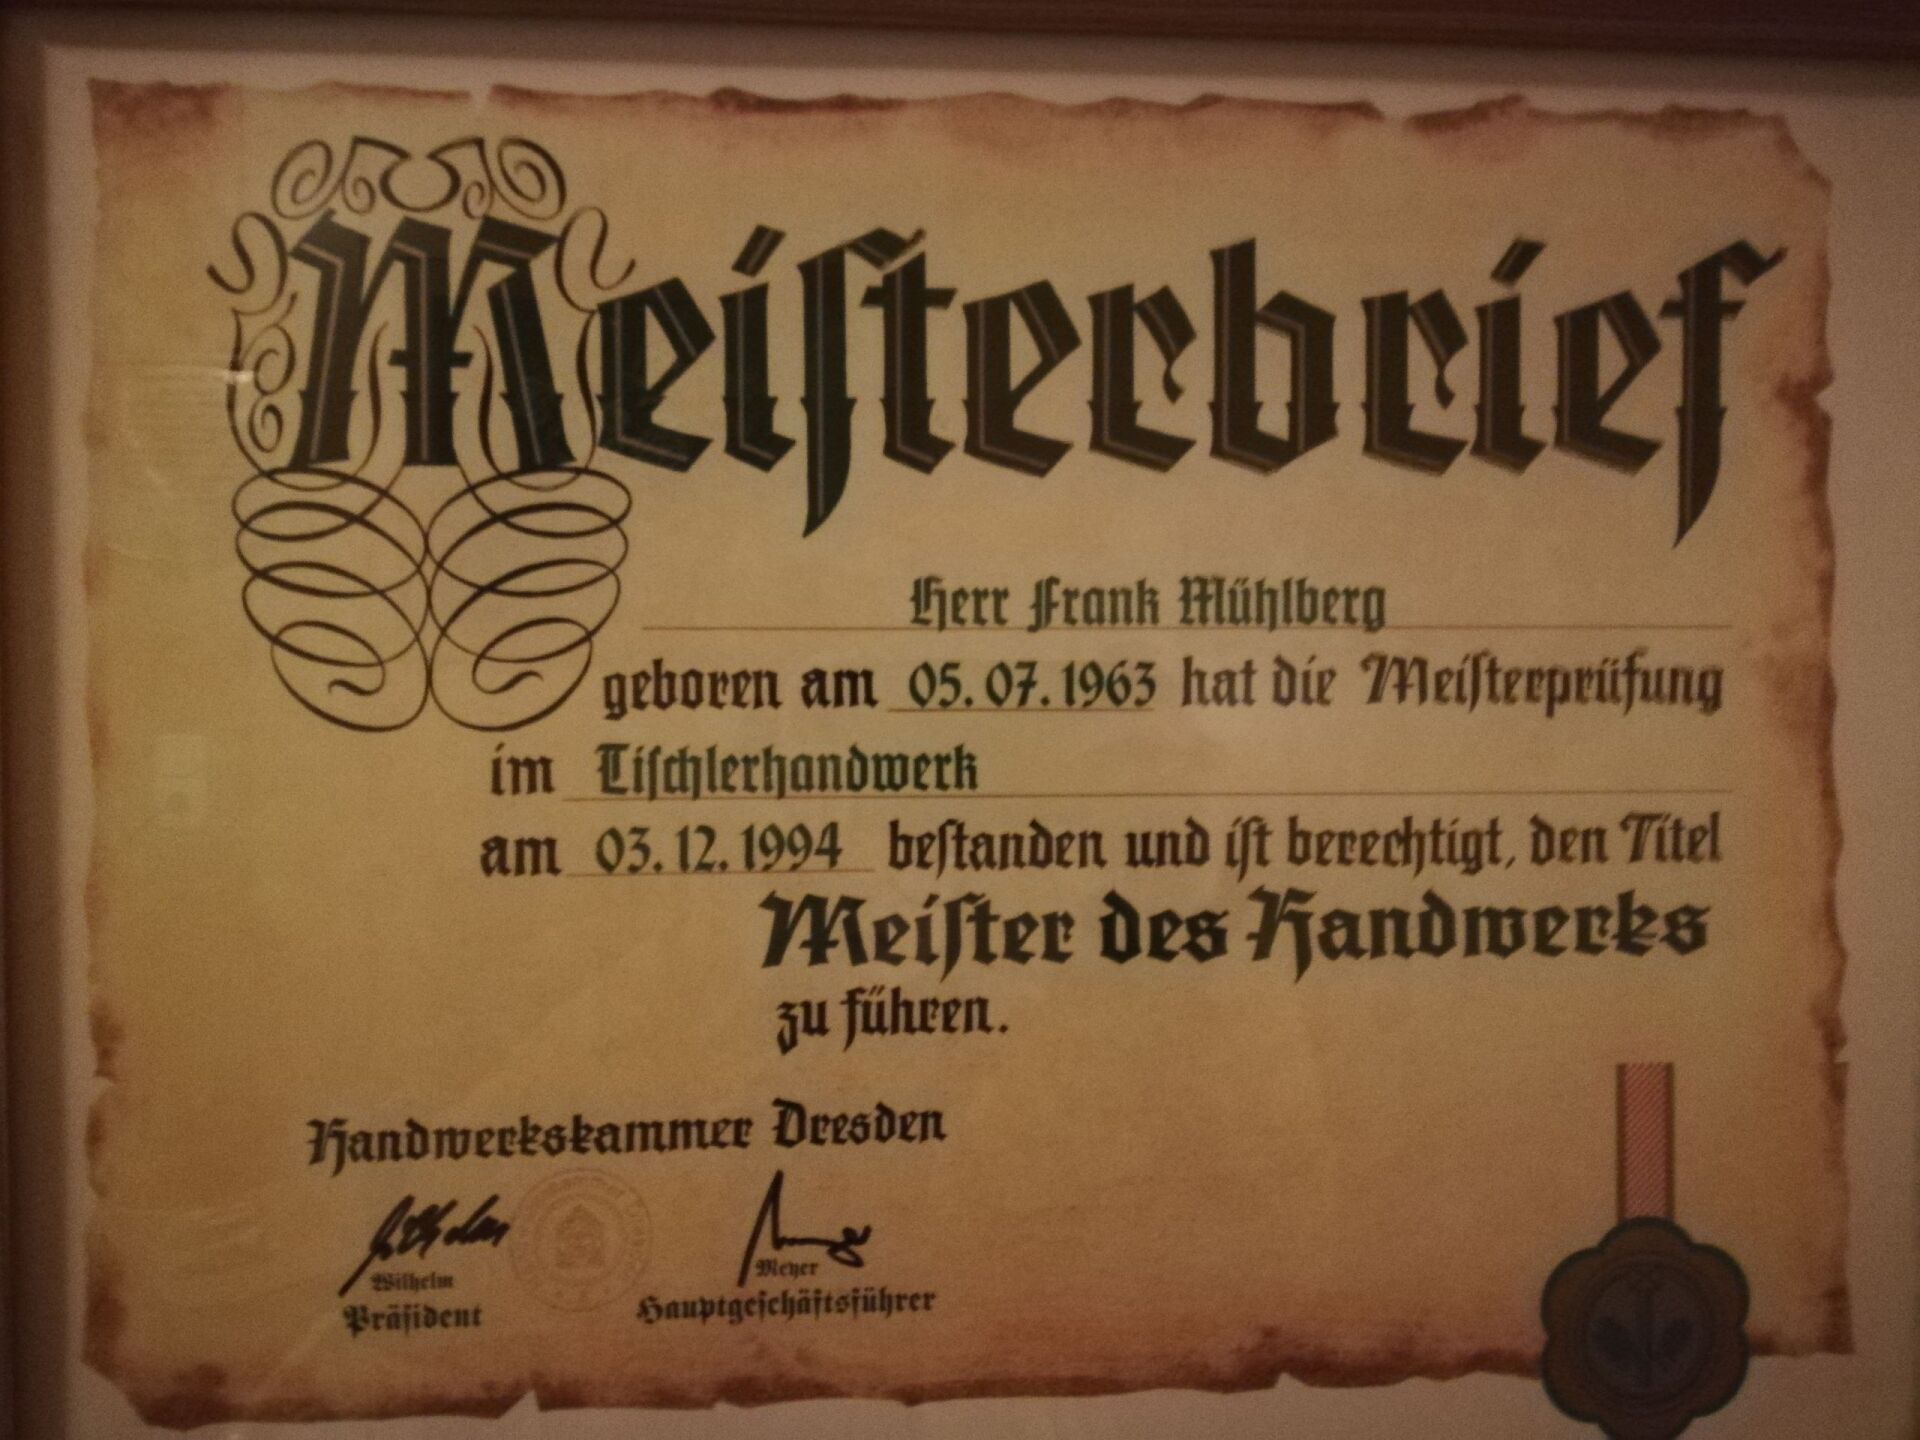 Meiſterbrief
Herr Frank Mühlberg
geboren am 05.07.1963 hat die Meiſterprüfung
im Tiſchlerhandwerk
am 03.12.1994 beſtanden und iſt berechtigt, den Titel
Meiſter des Handwerks
zu führen.
Handwerkskammer Dresden
Wilhelm
Präſident
Meyer
Hauptgeſchäftsführer